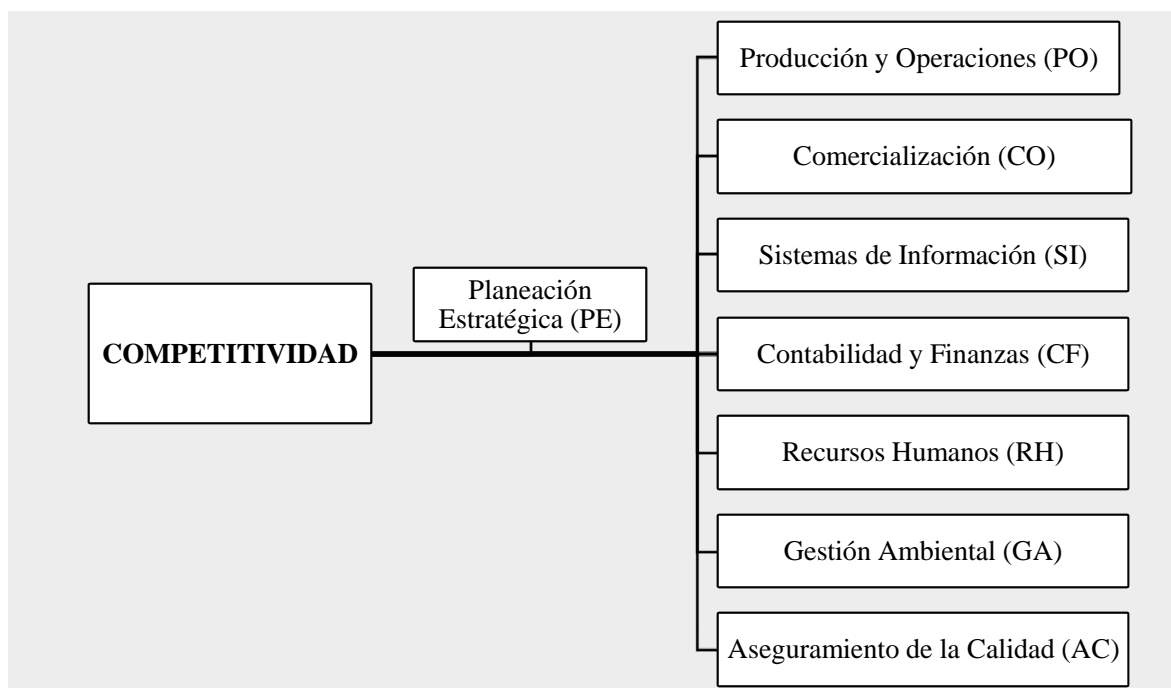 COMPETITIVIDAD
Planeación
Estratégica (PE)
Producción y Operaciones (PO)
Comercialización (CO)
Sistemas de Información (SI)
Contabilidad y Finanzas (CF)
Recursos Humanos (RH)
Gestión Ambiental (GA)
Aseguramiento de la Calidad (AC)